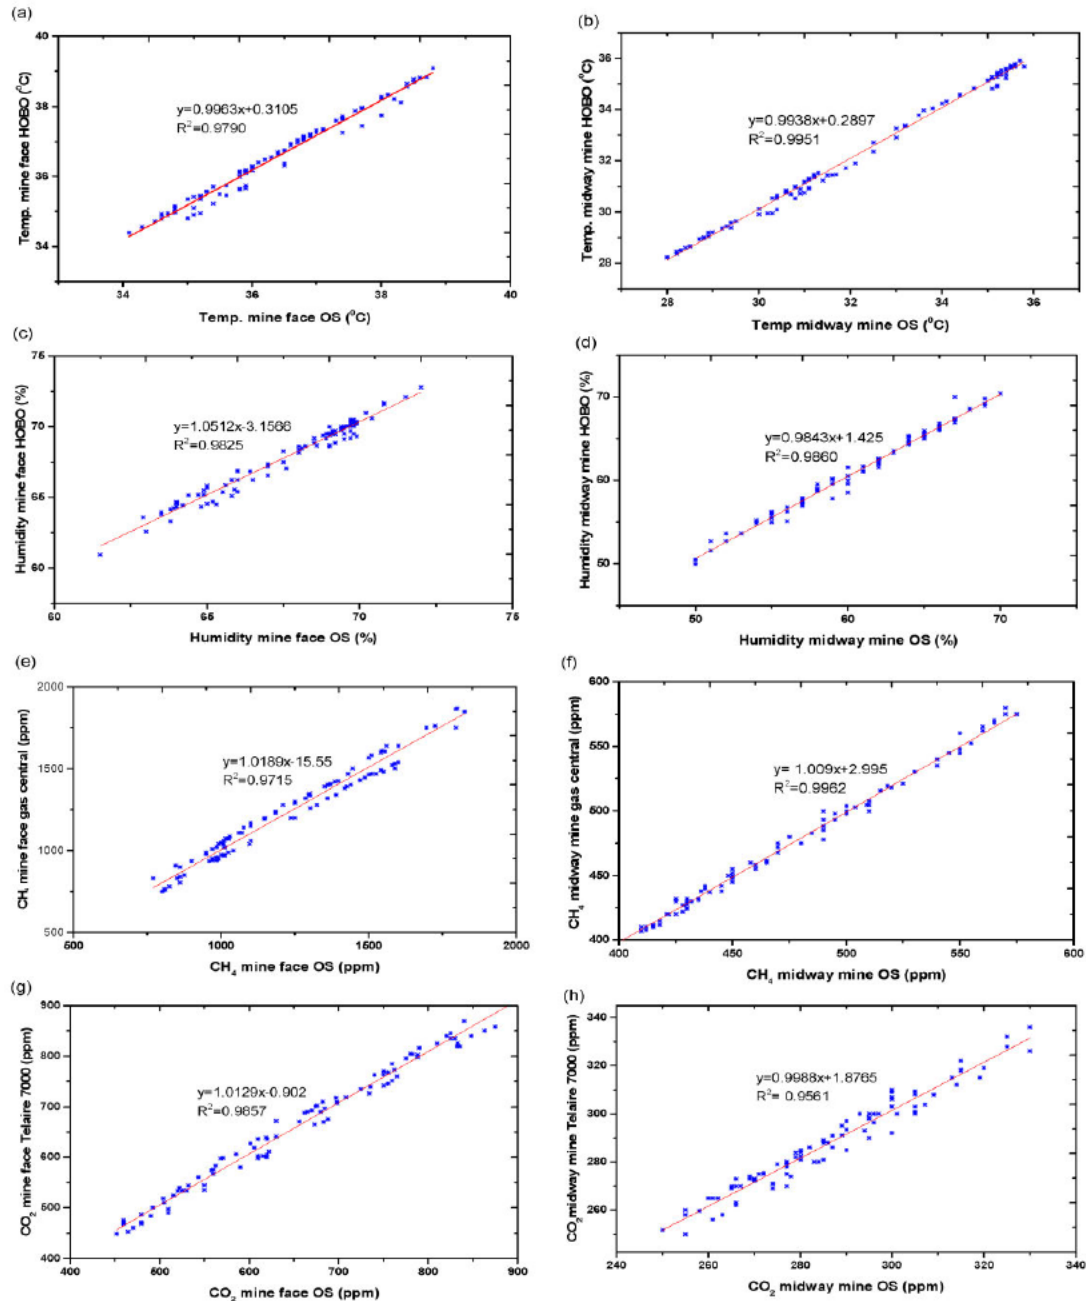 (a)
40
38
36
34
Temp. mine face HOBO (⁰C)
y=0.9963x+0.3105
R²=0.9790
34 36 38 40
Temp. mine face OS (⁰C)
(b)
36
34
32
30
28
Temp. midway mine HOBO (⁰C)
y=0.9938x+0.2897
R²=0.9951
28 30 32 34 36
Temp midway mine OS (⁰C)
(c)
75
70
65
60
Humidity mine face HOBO (%)
y=1.0512x-3.1566
R²=0.9825
60 65 70 75
Humidity mine face OS (%)
(d)
70
60
50
Humidity midway mine HOBO (%)
y=0.9843x+1.425
R²=0.9860
50 60 70
Humidity midway mine OS (%)
(e)
2000
1500
1000
500
mine face gas central (ppm)
y=1.0189x-15.55
R²=0.9715
500 1000 1500 2000
CH₄ mine face OS (ppm)
(f)
600
550
500
450
400
CH₄ midway mine gas central (ppm)
y= 1.009x+2.995
R²=0.9962
400 450 500 550 600
CH₄ midway mine OS (ppm)
(g)
900
800
700
600
500
400
CO₂ mine face Telaire 7000 (ppm)
y=1.0129x-0.902
R²=0.9857
400 500 600 700 800 900
CO₂ mine face OS (ppm)
(h)
340
320
300
280
260
240
CO₂ midway mine Telaire 7000 (ppm)
y=0.9988x+1.8765
R²= 0.9561
240 260 280 300 320 340
CO₂ midway mine OS (ppm)